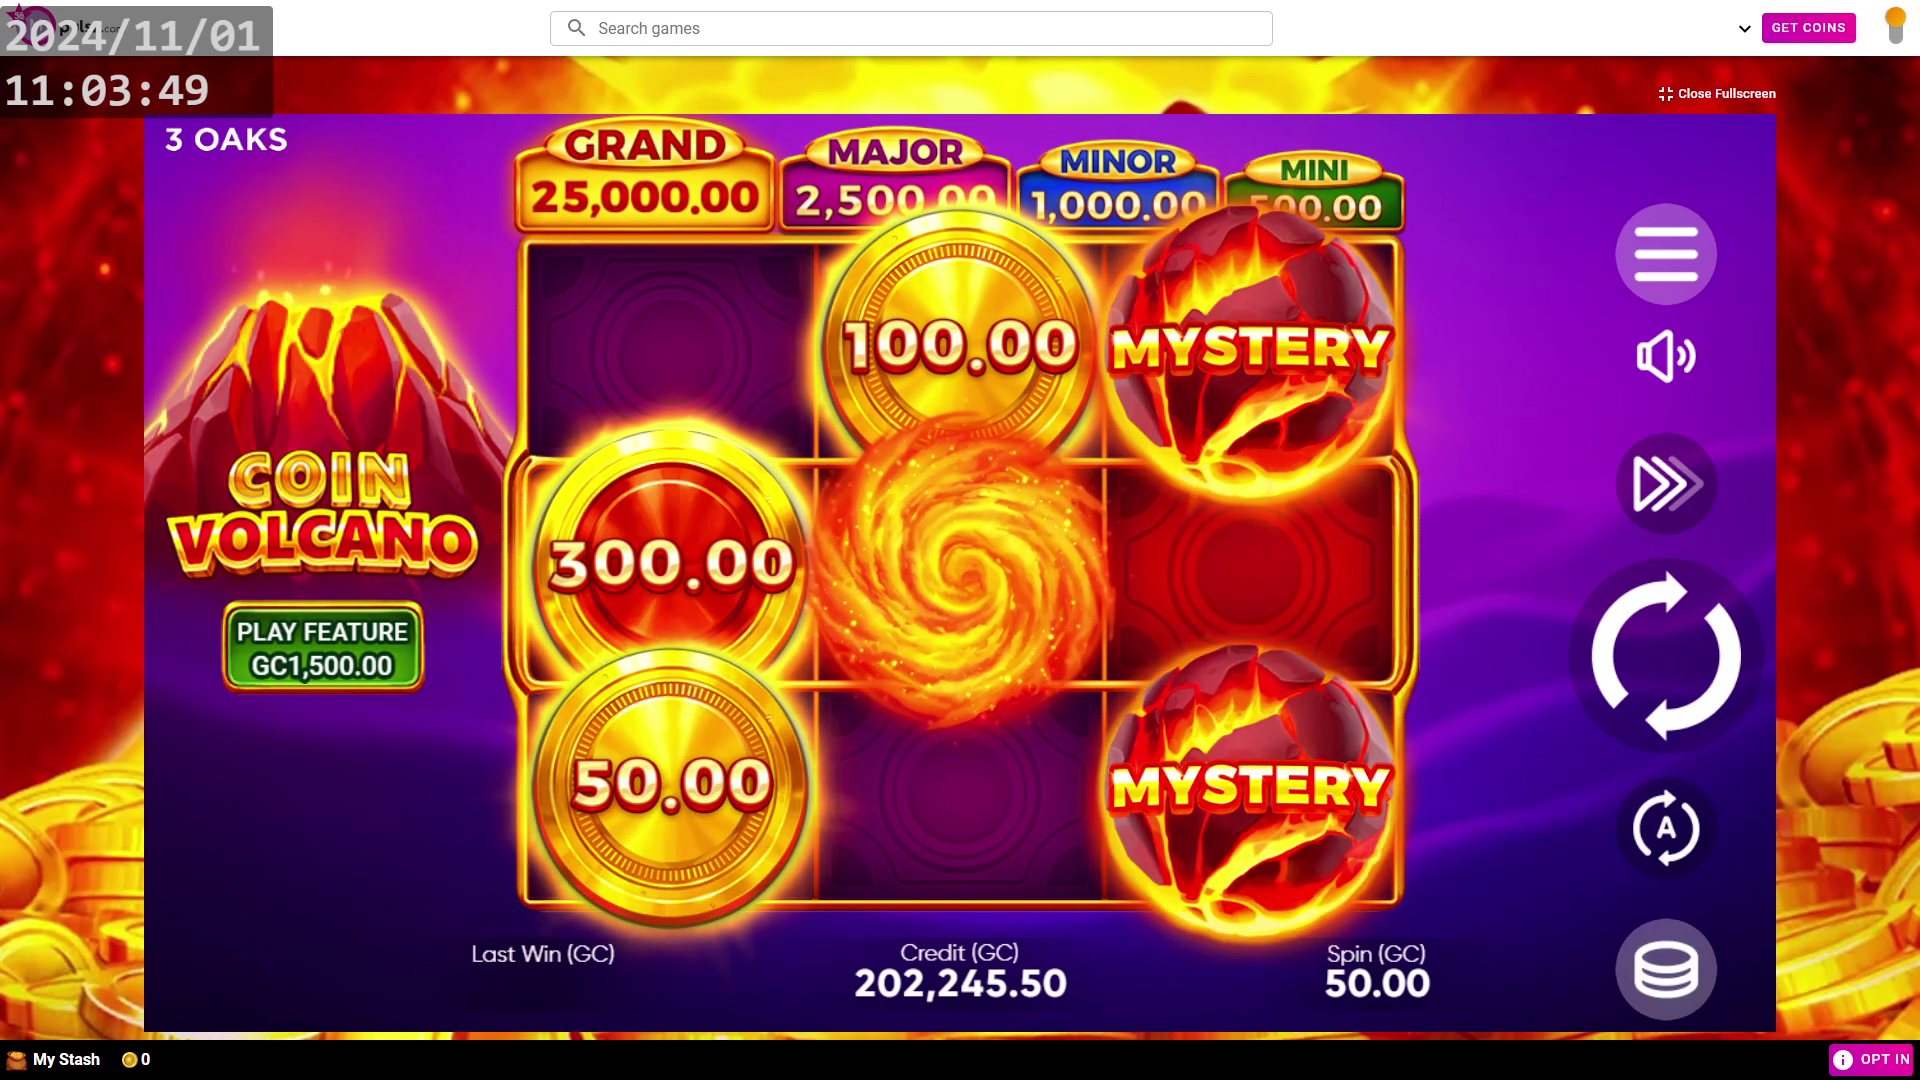 2024/11/01
Search games
GET COINS
11:03:49
Close Fullscreen
3 OAKS
GRAND
25,000.00
MAJOR
2,500.00
MINOR
1,000.00
MINI
500.00
100.00
MYSTERY
COIN
VOLCANO
300.00
PLAY FEATURE
GC1,500.00
50.00
MYSTERY
A
Last Win (GC)
Credit (GC)
202,245.50
Spin (GC)
50.00
My Stash
0
OPT IN